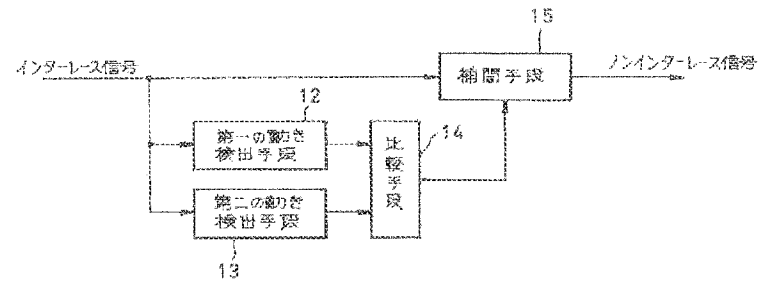 15
インターレース信号
補間手段
ノンインターレース信号
12
第一の動き
検出手段
比較手段
14
第二の動き
検出手段
13